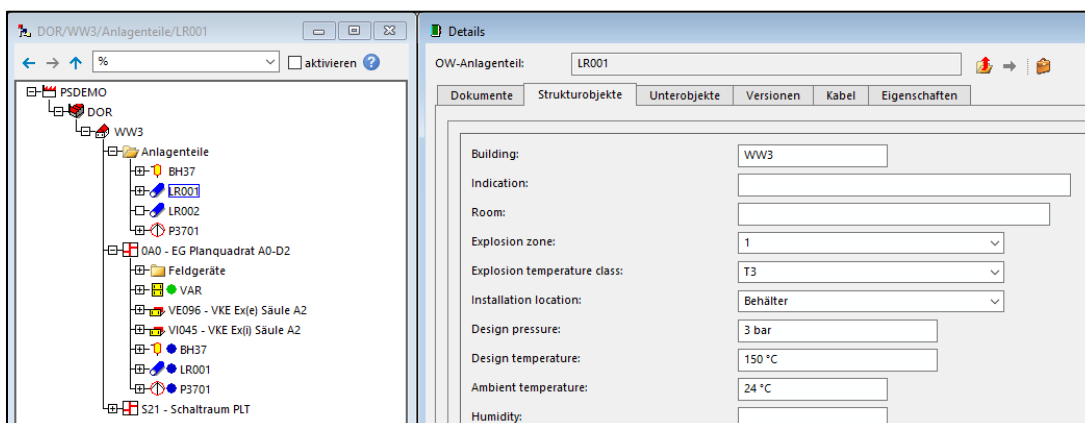 DOR/WW3/Anlagenteile/LR001
%
aktivieren
PSDEMO
DOR
WW3
Anlagenteile
BH37
LR001
LR002
P3701
0A0 - EG Planquadrat A0-D2
Feldgeräte
VAR
VE096 - VKE Ex(e) Säule A2
VI045 - VKE Ex(i) Säule A2
BH37
LR001
P3701
S21 - Schaltraum PLT
Details
OW-Anlagenteil: LR001
Dokumente Strukturobjekte Unterobjekte Versionen Kabel Eigenschaften
Building: WW3
Indication:
Room:
Explosion zone: 1
Explosion temperature class: T3
Installation location: Behälter
Design pressure: 3 bar
Design temperature: 150 °C
Ambient temperature: 24 °C
Humidity: